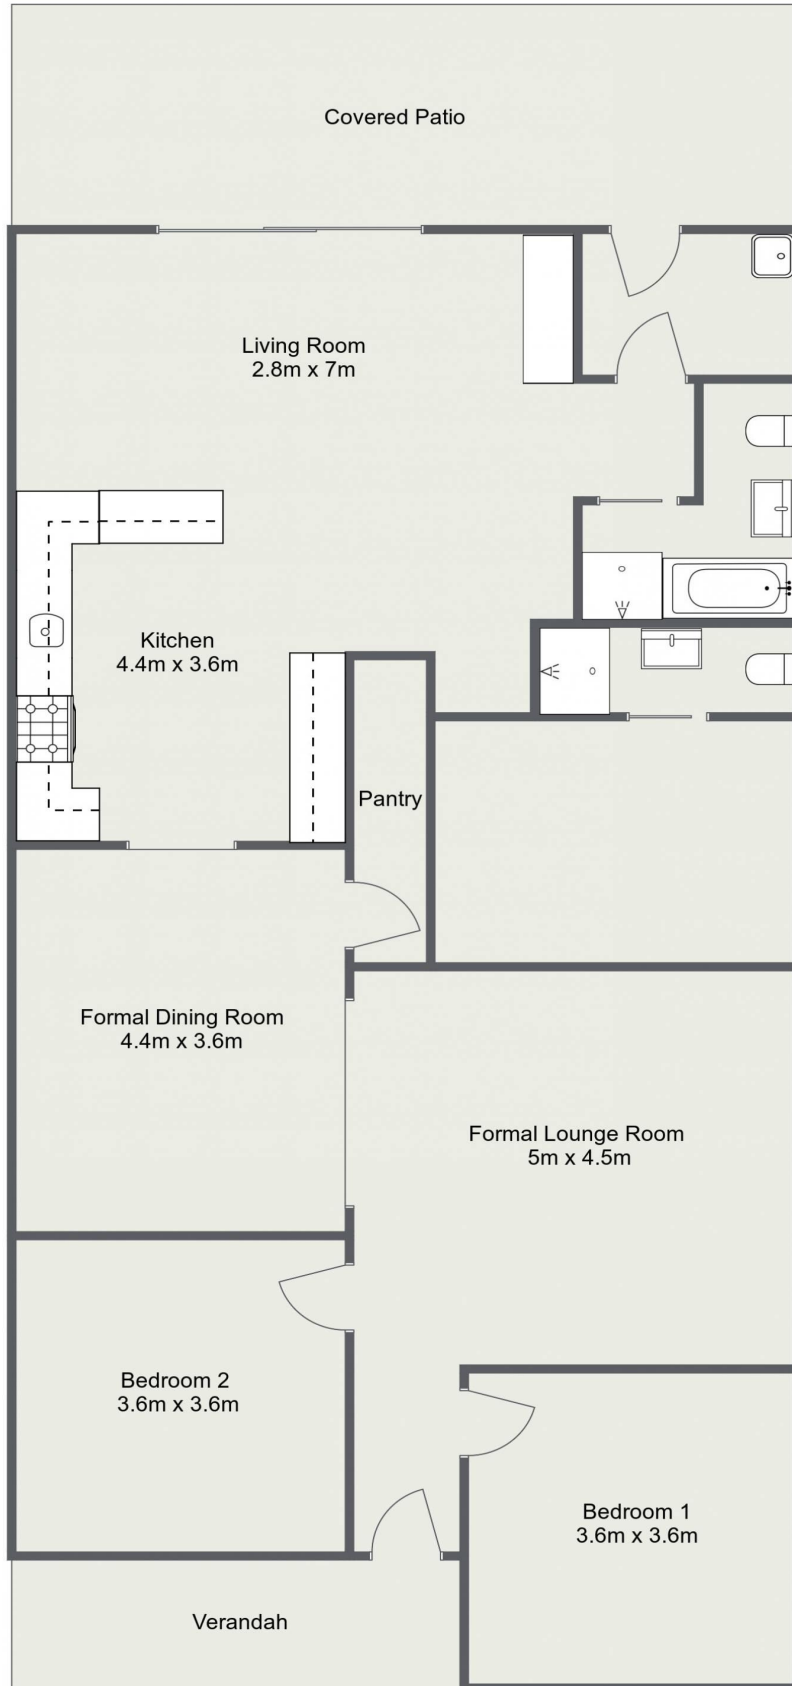 Covered Patio
Living Room
2.8m x 7m
Kitchen
4.4m x 3.6m
Pantry
Formal Dining Room
4.4m x 3.6m
Formal Lounge Room
5m x 4.5m
Bedroom 2
3.6m x 3.6m
Bedroom 1
3.6m x 3.6m
Verandah